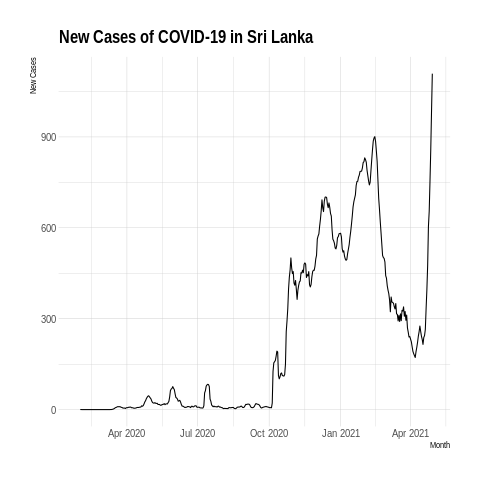 New Cases of COVID-19 in Sri Lanka
New Cases
900
600
300
0
Apr 2020 Jul 2020 Oct 2020 Jan 2021 Apr 2021
Month